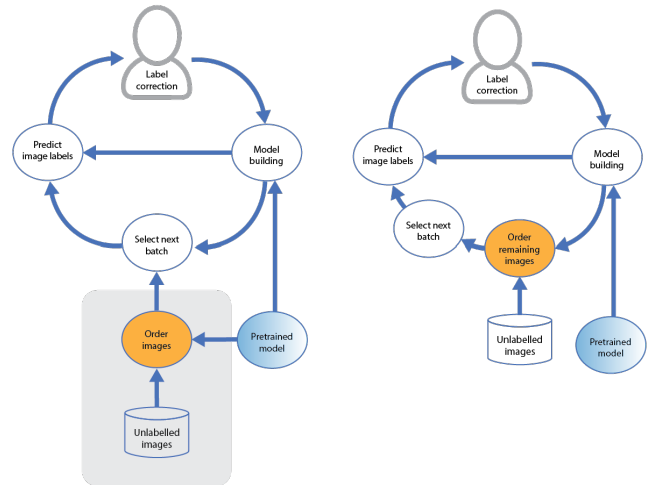 Label
correction
Predict
image labels
Model
building
Select next
batch
Order
images
Pretrained
model
Unlabelled
images
Label
correction
Predict
image labels
Model
building
Select next
batch
Order
remaining
images
Unlabelled
images
Pretrained
model